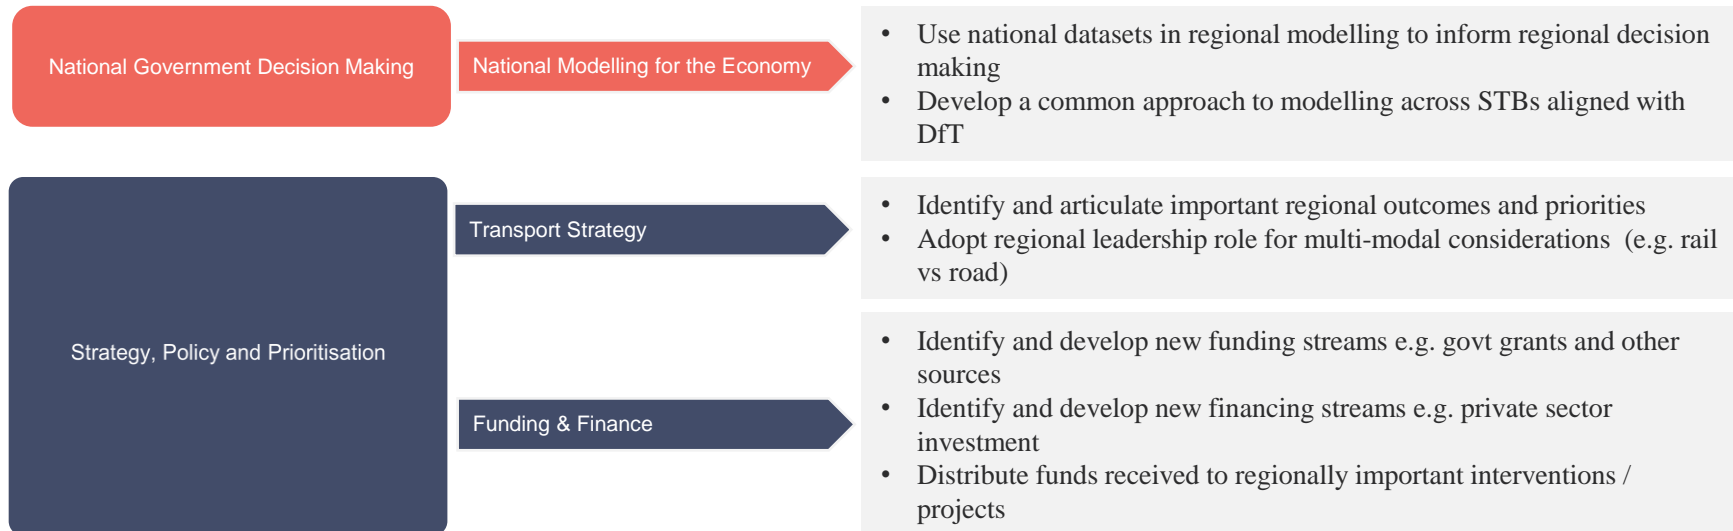 National Government Decision Making
National Modelling for the Economy
• Use national datasets in regional modelling to inform regional decision
making
• Develop a common approach to modelling across STBs aligned with
DfT
Strategy, Policy and Prioritisation
Transport Strategy
• Identify and articulate important regional outcomes and priorities
• Adopt regional leadership role for multi-modal considerations (e.g. rail
vs road)
Funding & Finance
• Identify and develop new funding streams e.g. govt grants and other
sources
• Identify and develop new financing streams e.g. private sector
investment
• Distribute funds received to regionally important interventions /
projects